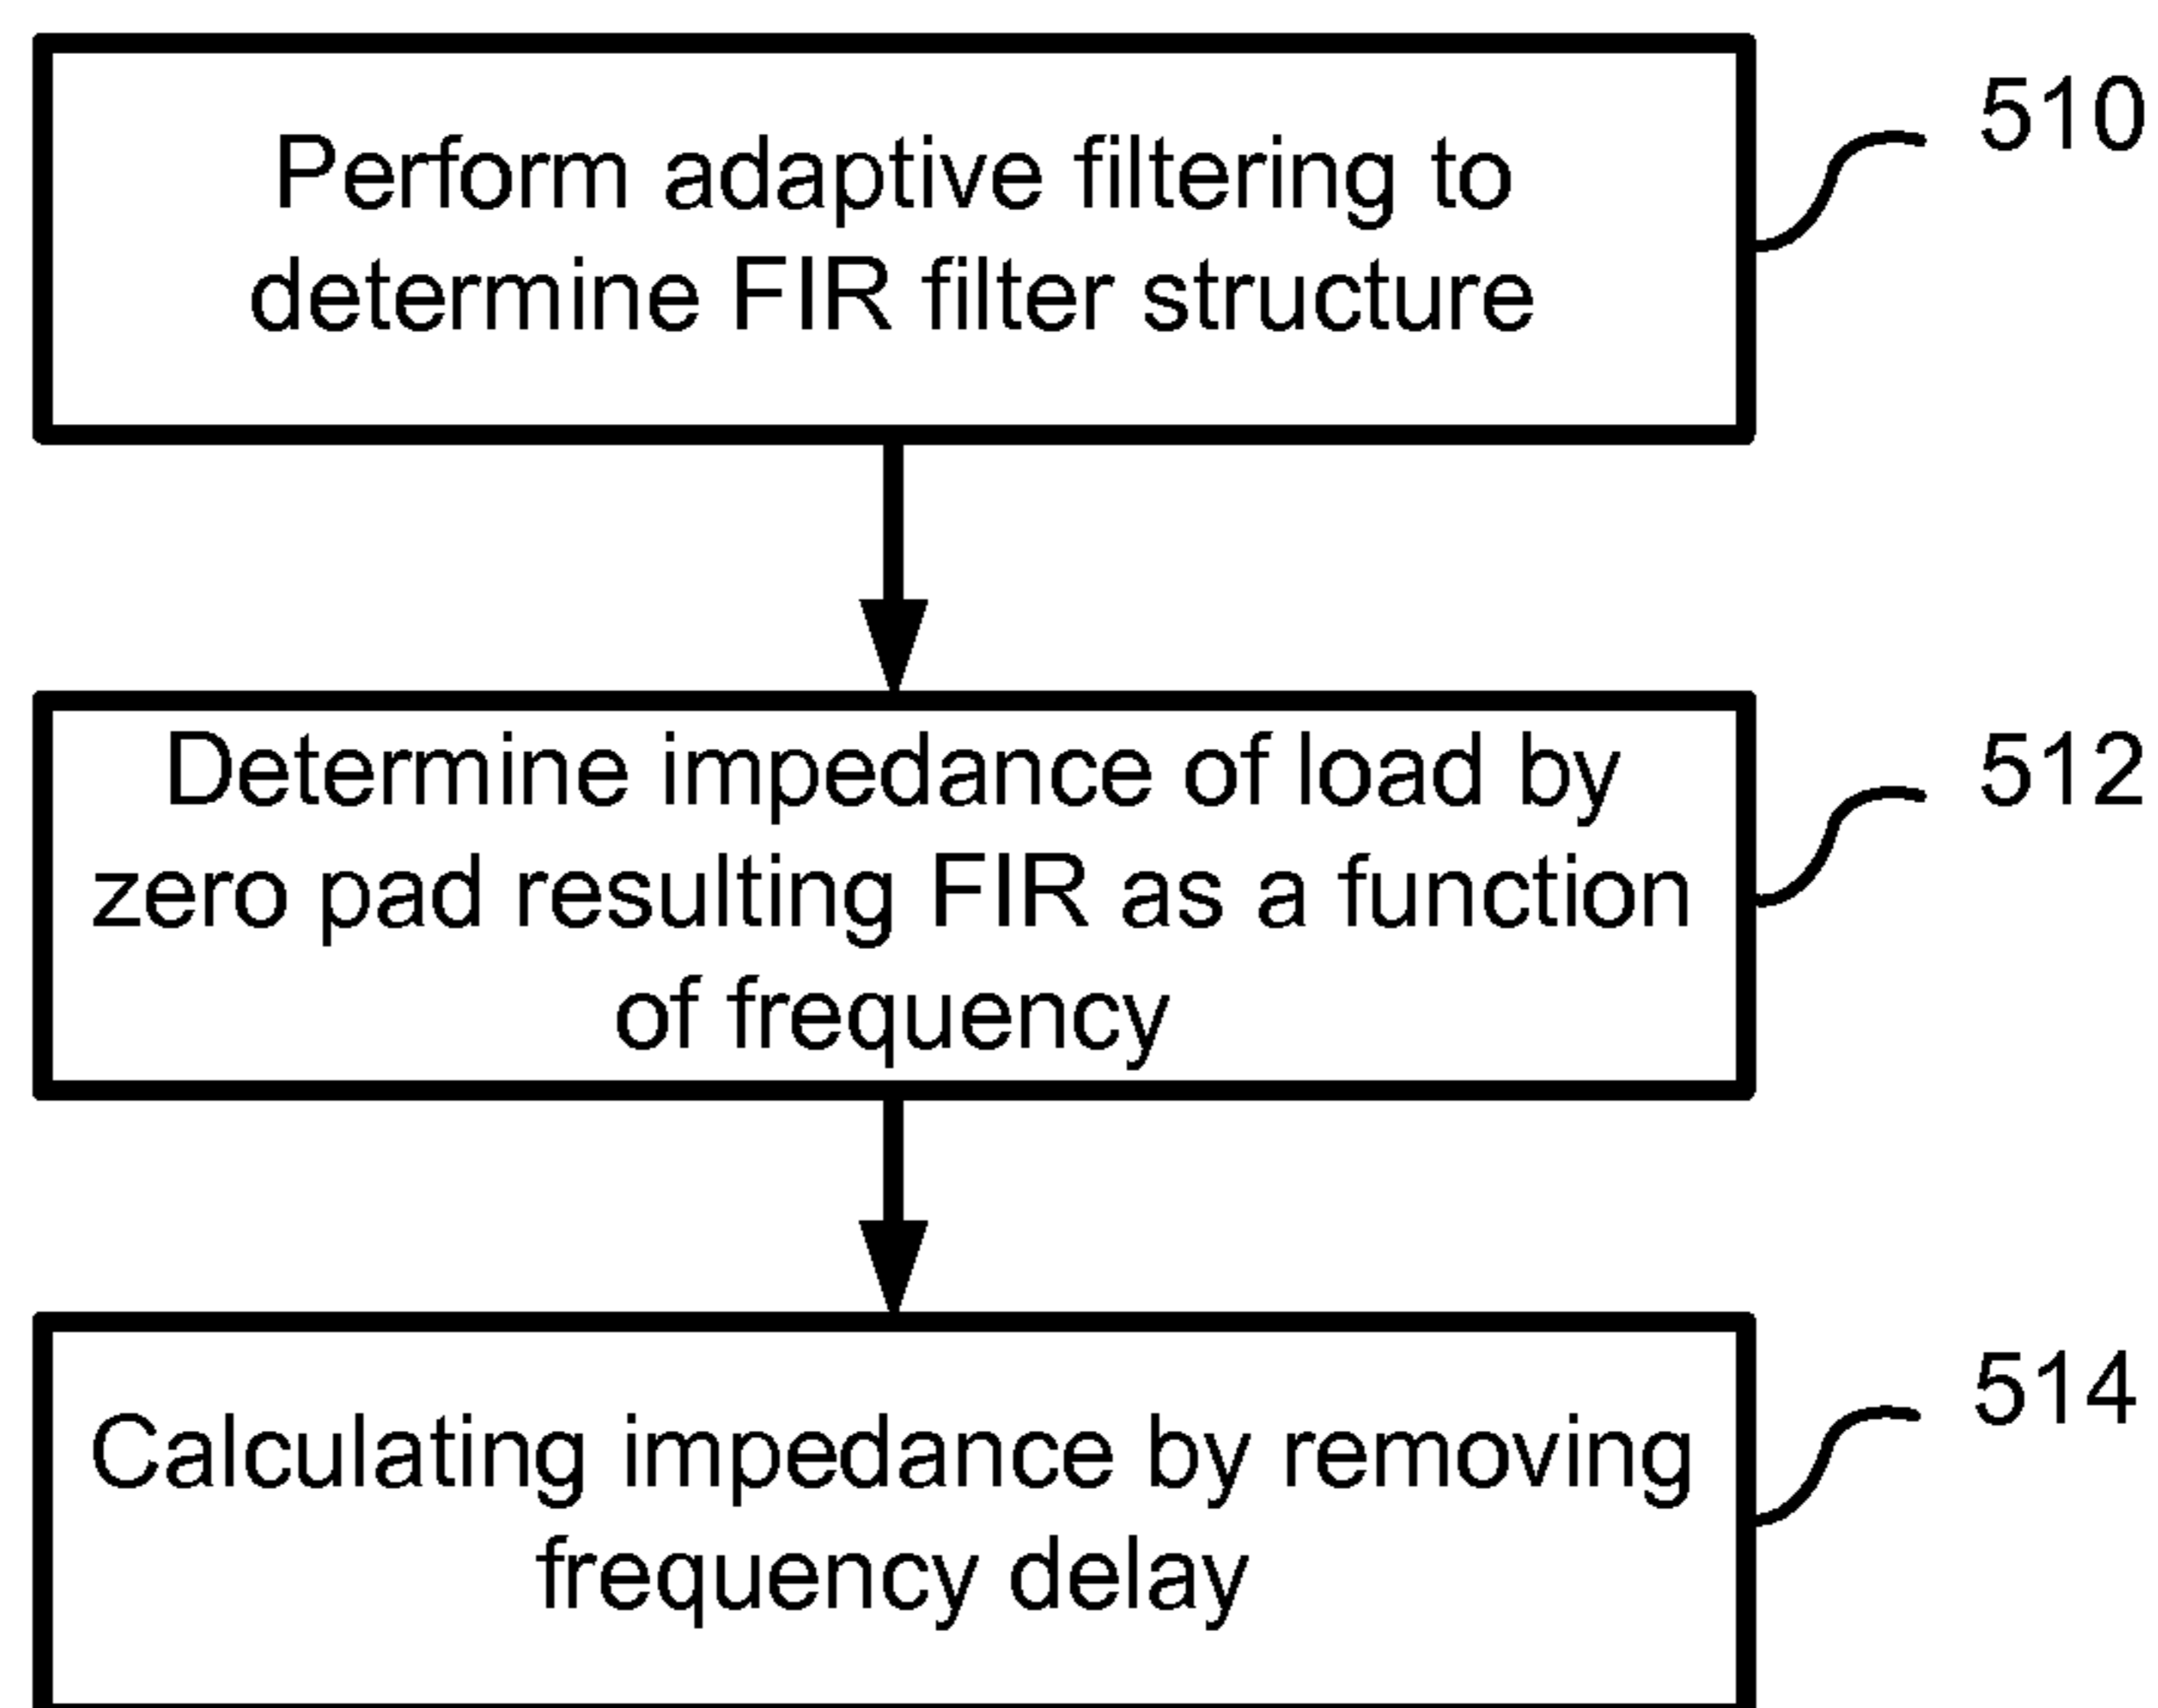 Perform adaptive filtering to
determine FIR filter structure
510
Determine impedance of load by
zero pad resulting FIR as a function
of frequency
512
Calculating impedance by removing
frequency delay
514